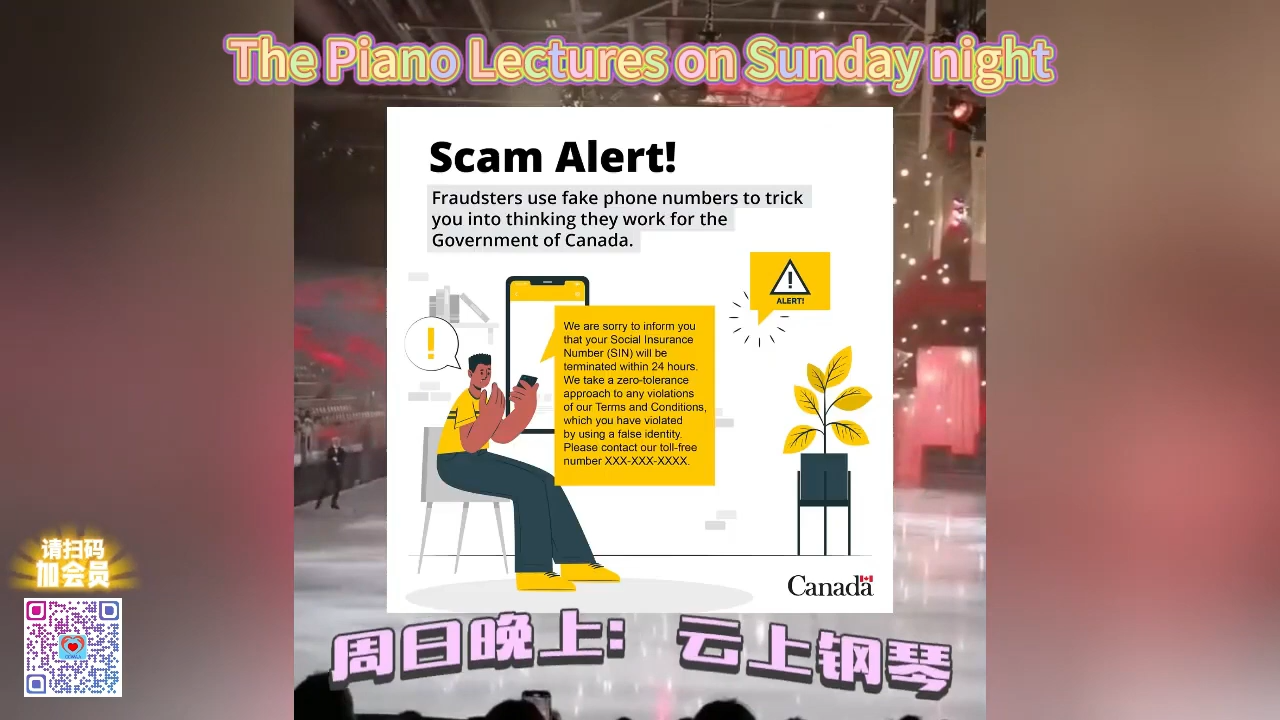 The Piano Lectures on Sunday night
Scam Alert!
Fraudsters use fake phone numbers to trick
you into thinking they work for the
Government of Canada.
ALERT!
We are sorry to inform you
that your Social Insurance
Number (SIN) will be
terminated within 24 hours.
We take a zero-tolerance
approach to any violations
of our Terms and Conditions,
which you have violated
by using a false identity.
Please contact our toll-free
number XXX-XXX-XXXX.
Canada
请扫码
加会员
周日晚上: 云上钢琴